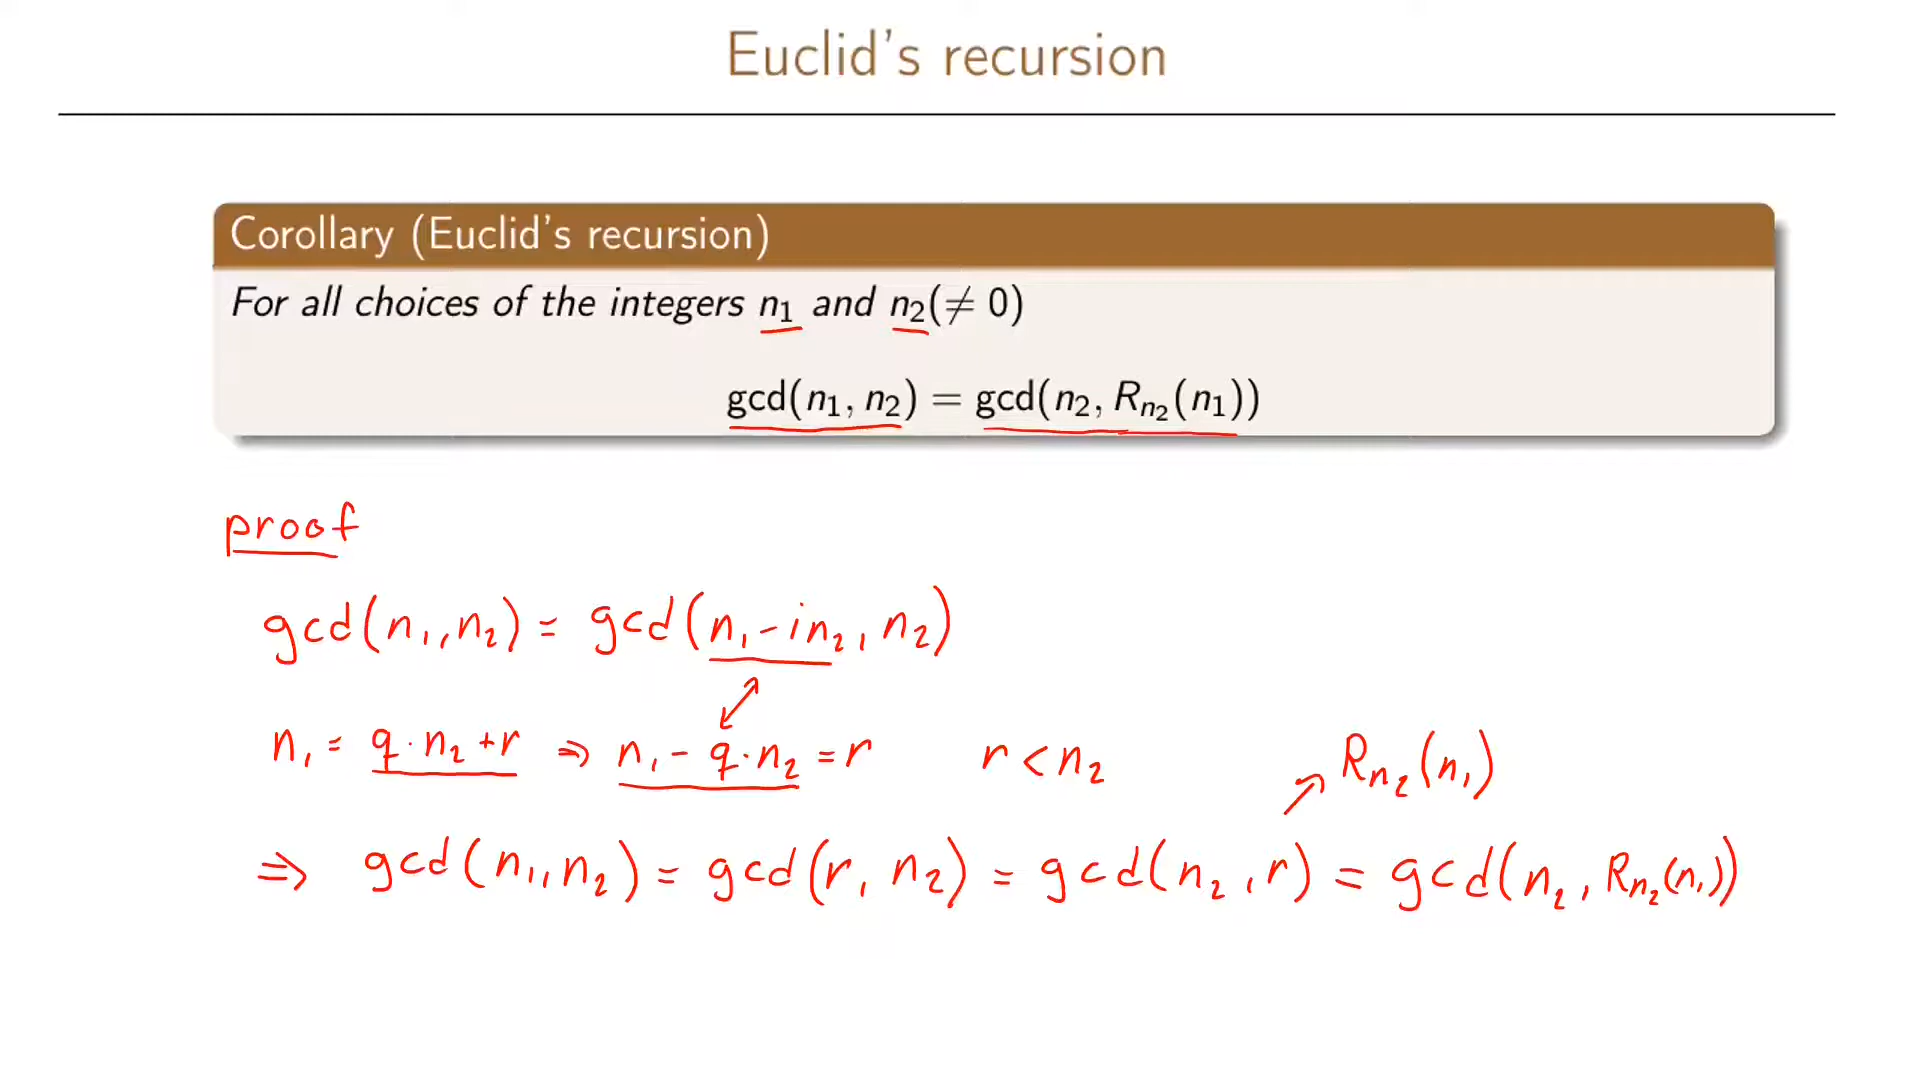 Euclid's recursion
Corollary (Euclid's recursion)
For all choices of the integers n₁ and n₂(≠ 0)
gcd(n₁, n₂) = gcd(n₂, Rₙ₂(n₁))
proof
gcd(n₁,n₂) = gcd(n₁-in₂, n₂)
n₁ = q·n₂+r ⇒ n₁-q·n₂=r r<n₂ ↗ Rₙ₂(n₁)
⇒ gcd(n₁,n₂) = gcd(r, n₂) = gcd(n₂,r) = gcd(n₂, Rₙ₂(n₁))